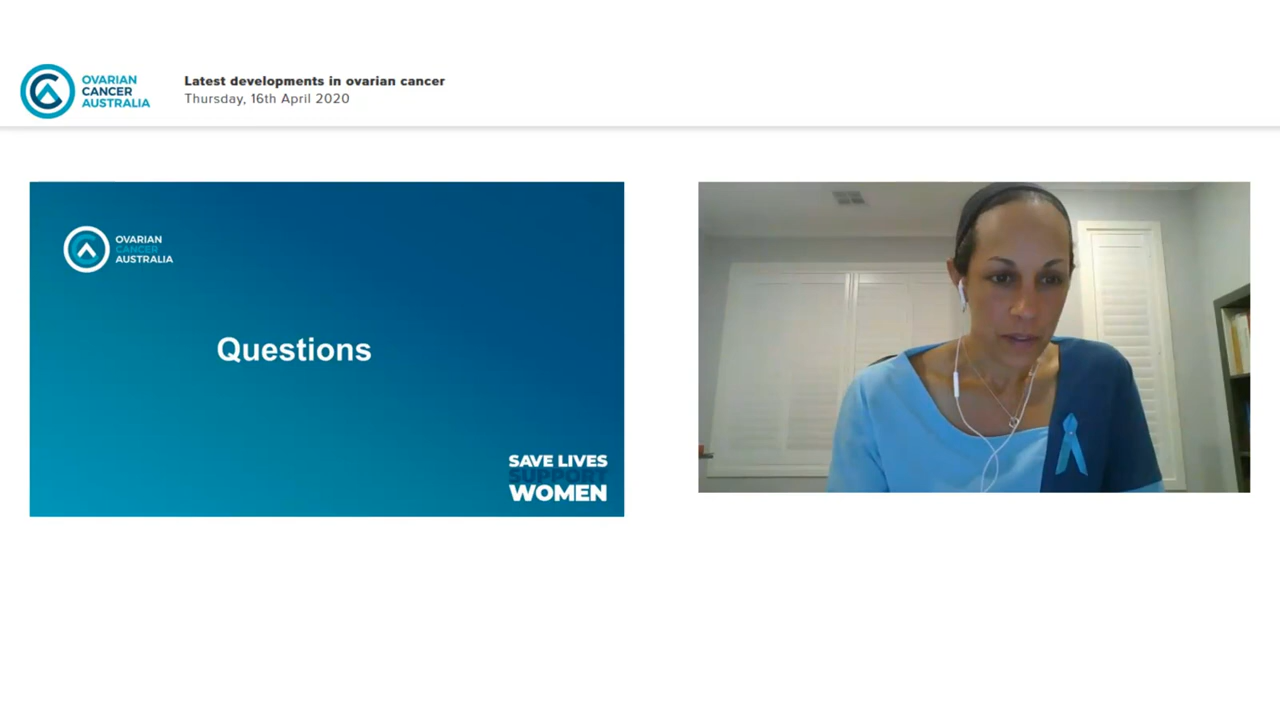 OVARIAN
CANCER
AUSTRALIA
Latest developments in ovarian cancer
Thursday, 16th April 2020
OVARIAN
CANCER
AUSTRALIA
Questions
SAVE LIVES
SUPPORT
WOMEN